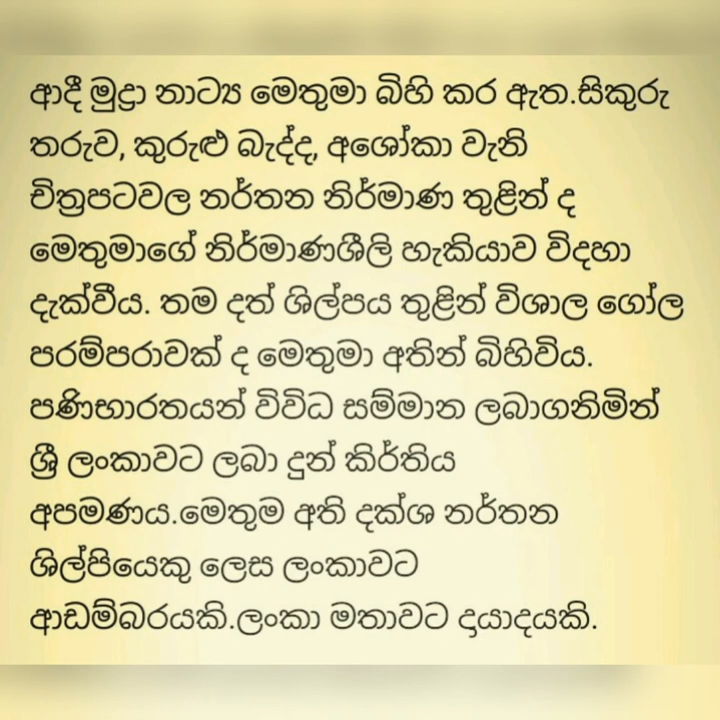 ආදී මුද්‍රා නාට්‍ය මෙතුමා බිහි කර ඇත.සිකුරු
තරුව, කුරුළු බැද්ද, අශෝකා වැනි
චිත්‍රපටවල නර්තන නිර්මාණ තුළින් ද
මෙතුමාගේ නිර්මාණශීලි හැකියාව විදහා
දැක්වීය. තම දත් ශිල්පය තුළින් විශාල ගෝල
පරම්පරාවක් ද මෙතුමා අතින් බිහිවිය.
පණිභාරතයන් විවිධ සම්මාන ලබාගනිමින්
ශ්‍රී ලංකාවට ලබා දුන් කිර්තිය
අපමණය.මෙතුම අති දක්ශ නර්තන
ශිල්පියෙකු ලෙස ලංකාවට
ආඩම්බරයකි.ලංකා මතාවට දායාදයකි.